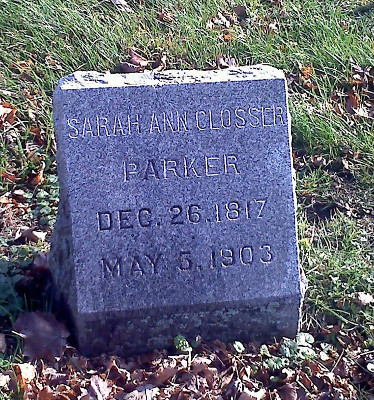 SARAH ANN CLOSSER
PARKER
DEC. 26. 1817
MAY 5. 1903